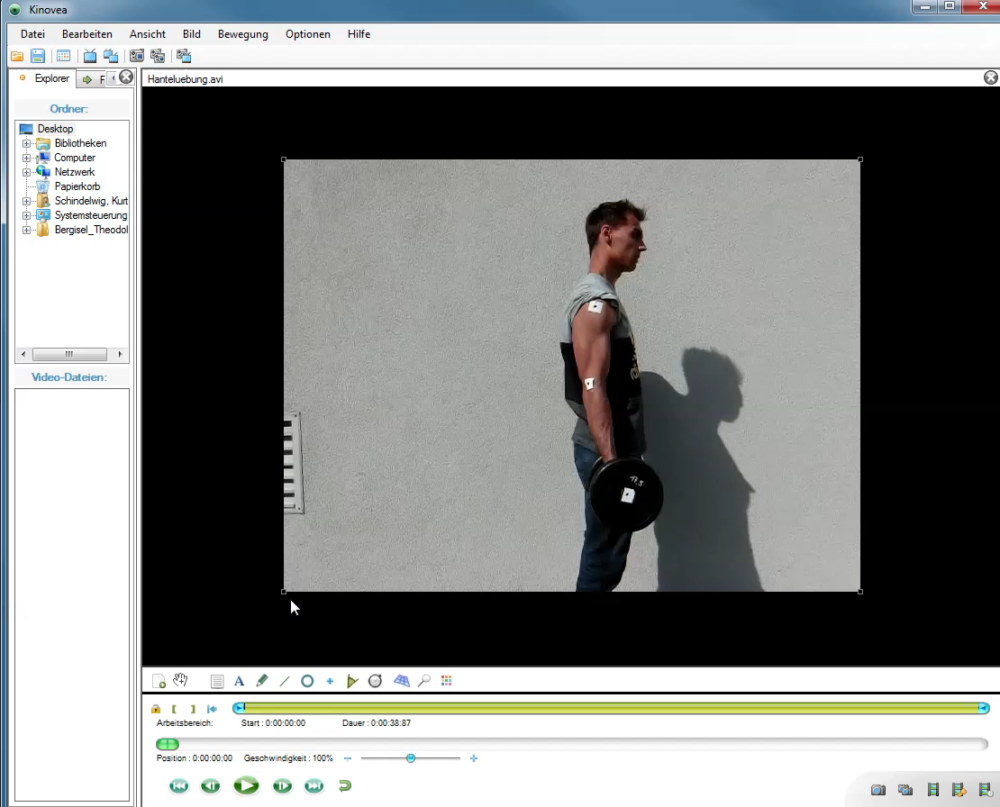 Kinovea
Datei Bearbeiten Ansicht Bild Bewegung Optionen Hilfe
Explorer F
Hanteluebung.avi
Ordner:
Desktop
Bibliotheken
Computer
Netzwerk
Papierkorb
Schindelwig, Kurt
Systemsteuerung
Bergisel_Theodol
Video-Dateien:
17,5
A
Arbeitsbereich: Start : 0:00:00:00 Dauer : 0:00:38:87
Position : 0:00:00:00 Geschwindigkeit : 100%